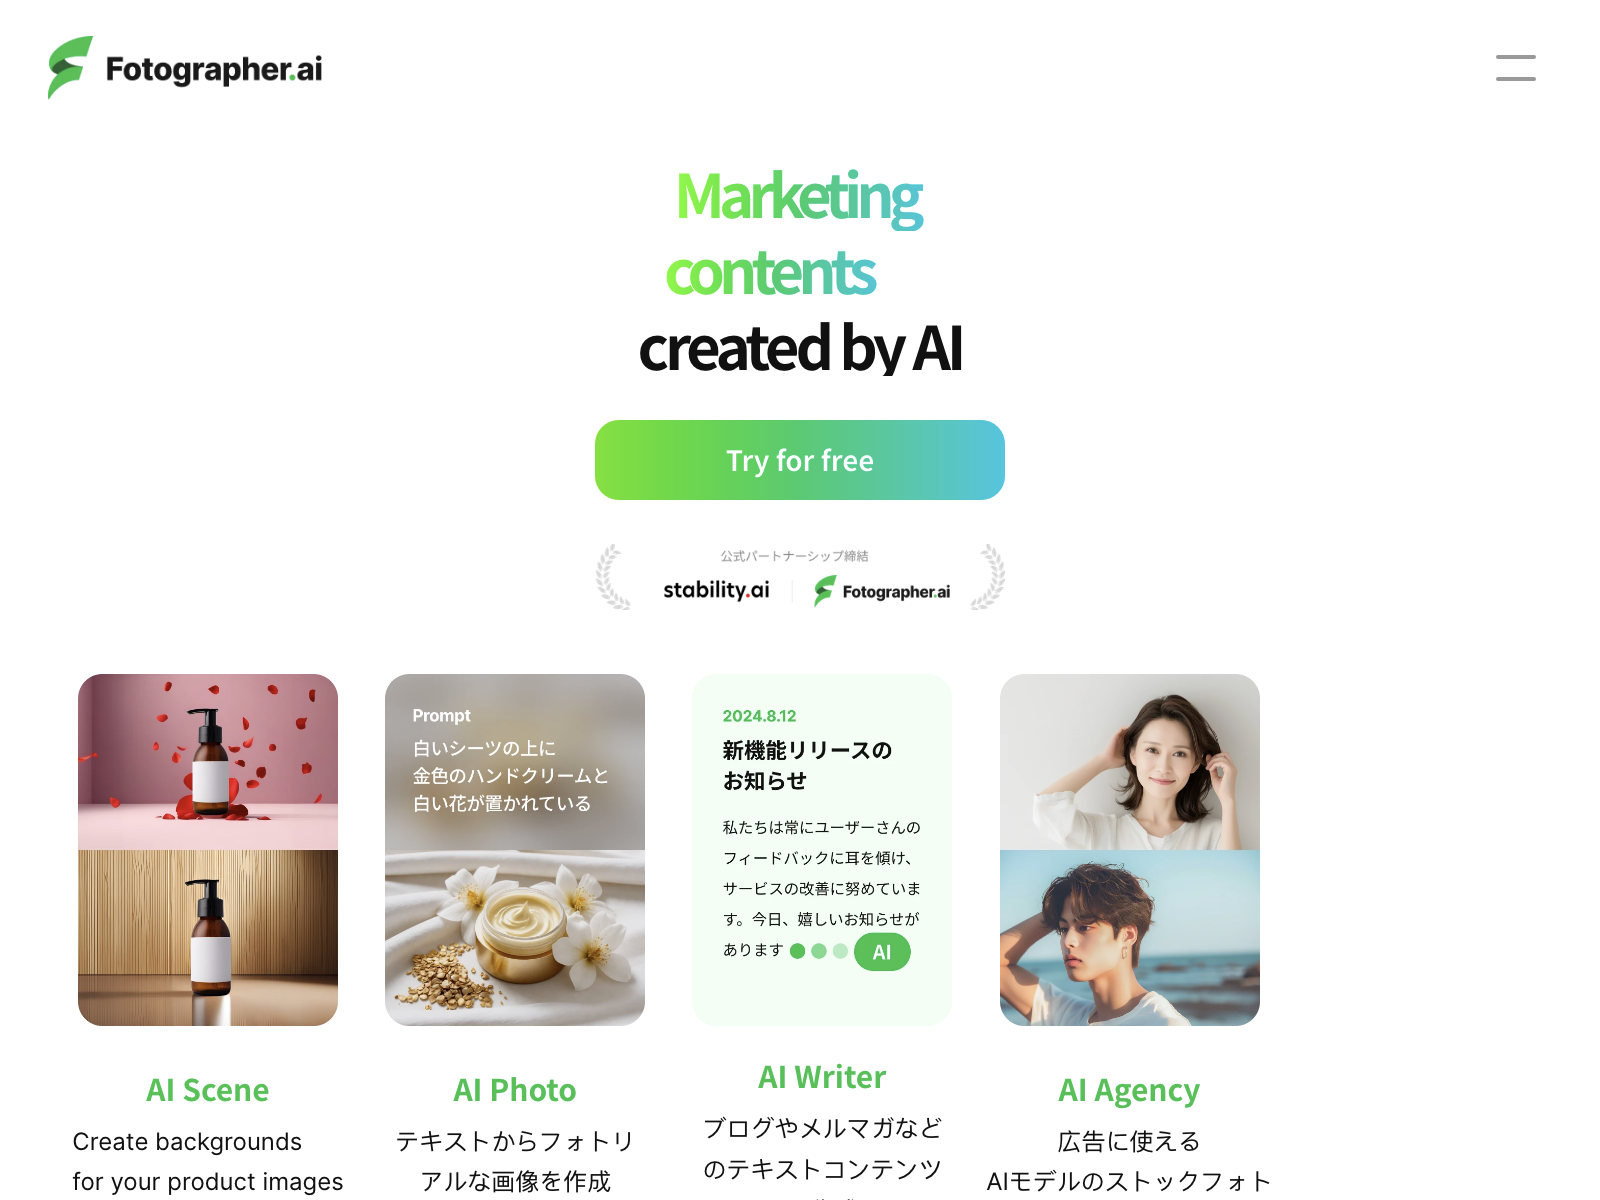 Fotographer.ai
Marketing
contents
created by AI
Try for free
公式パートナーシップ締結
stability.ai
Fotographer.ai
Prompt
白いシーツの上に
金色のハンドクリームと
白い花が置かれている
2024.8.12
新機能リリースの
お知らせ
私たちは常にユーザーさんの
フィードバックに耳を傾け、
サービスの改善に努めていま
す。今日、嬉しいお知らせが
あります
AI
AI Scene
Create backgrounds
for your product images
AI Photo
テキストからフォトリ
アルな画像を作成
AI Writer
ブログやメルマガなど
のテキストコンテンツ
AI Agency
広告に使える
AIモデルのストックフォト